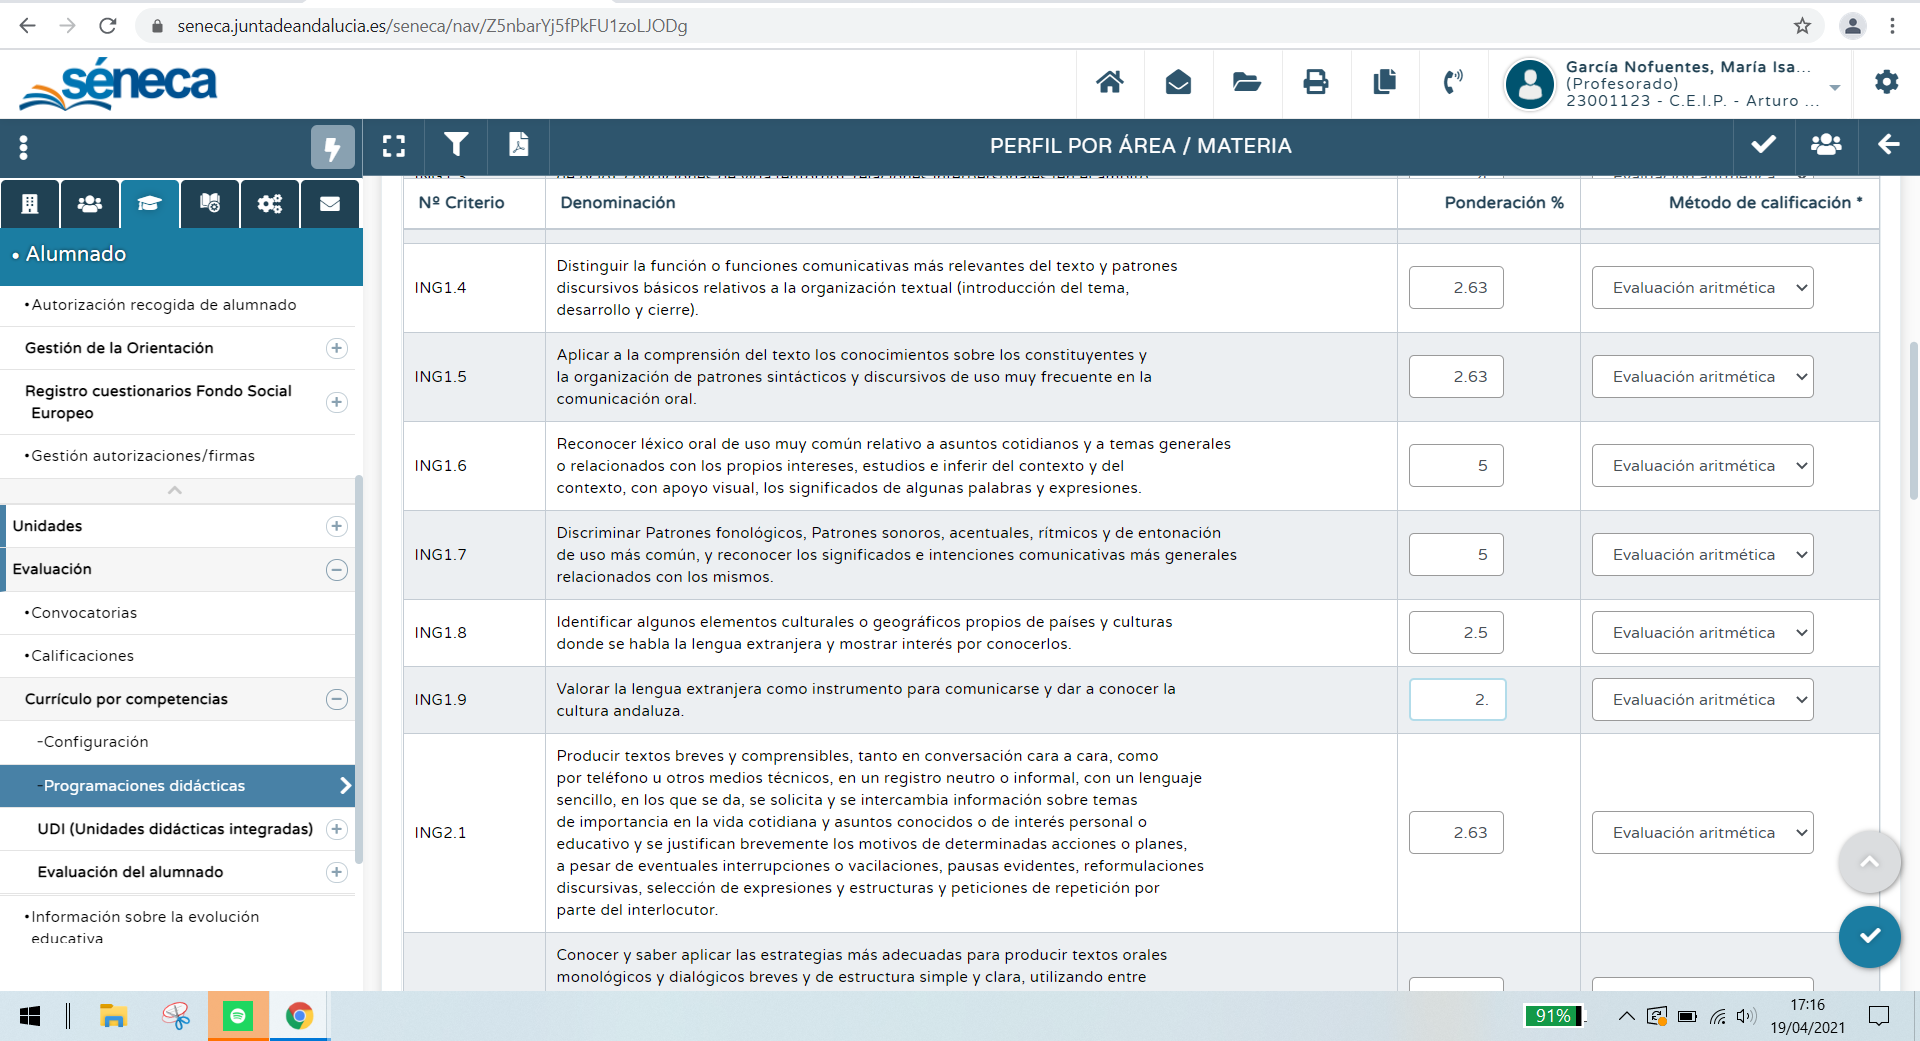 seneca.juntadeandalucia.es/seneca/nav/Z5nbarYj5fPkFU1zoLJODg
séneca
García Nofuentes, María Isa...
(Profesorado)
23001123 - C.E.I.P. - Arturo ...
PERFIL POR ÁREA / MATERIA
• Alumnado
•Autorización recogida de alumnado
Gestión de la Orientación
Registro cuestionarios Fondo Social
Europeo
•Gestión autorizaciones/firmas
Unidades
Evaluación
•Convocatorias
•Calificaciones
Currículo por competencias
-Configuración
-Programaciones didácticas
UDI (Unidades didácticas integradas)
Evaluación del alumnado
•Información sobre la evolución
educativa
Nº Criterio Denominación Ponderación % Método de calificación *
ING1.4
Distinguir la función o funciones comunicativas más relevantes del texto y patrones
discursivos básicos relativos a la organización textual (introducción del tema,
desarrollo y cierre).
2.63 Evaluación aritmética
ING1.5
Aplicar a la comprensión del texto los conocimientos sobre los constituyentes y
la organización de patrones sintácticos y discursivos de uso muy frecuente en la
comunicación oral.
2.63 Evaluación aritmética
ING1.6
Reconocer léxico oral de uso muy común relativo a asuntos cotidianos y a temas generales
o relacionados con los propios intereses, estudios e inferir del contexto y del
contexto, con apoyo visual, los significados de algunas palabras y expresiones.
5 Evaluación aritmética
ING1.7
Discriminar Patrones fonológicos, Patrones sonoros, acentuales, rítmicos y de entonación
de uso más común, y reconocer los significados e intenciones comunicativas más generales
relacionados con los mismos.
5 Evaluación aritmética
ING1.8
Identificar algunos elementos culturales o geográficos propios de países y culturas
donde se habla la lengua extranjera y mostrar interés por conocerlos.
2.5 Evaluación aritmética
ING1.9
Valorar la lengua extranjera como instrumento para comunicarse y dar a conocer la
cultura andaluza.
2. Evaluación aritmética
ING2.1
Producir textos breves y comprensibles, tanto en conversación cara a cara, como
por teléfono u otros medios técnicos, en un registro neutro o informal, con un lenguaje
sencillo, en los que se da, se solicita y se intercambia información sobre temas
de importancia en la vida cotidiana y asuntos conocidos o de interés personal o
educativo y se justifican brevemente los motivos de determinadas acciones o planes,
a pesar de eventuales interrupciones o vacilaciones, pausas evidentes, reformulaciones
discursivas, selección de expresiones y estructuras y peticiones de repetición por
parte del interlocutor.
2.63 Evaluación aritmética
Conocer y saber aplicar las estrategias más adecuadas para producir textos orales
monológicos y dialógicos breves y de estructura simple y clara, utilizando entre
91%
17:16
19/04/2021